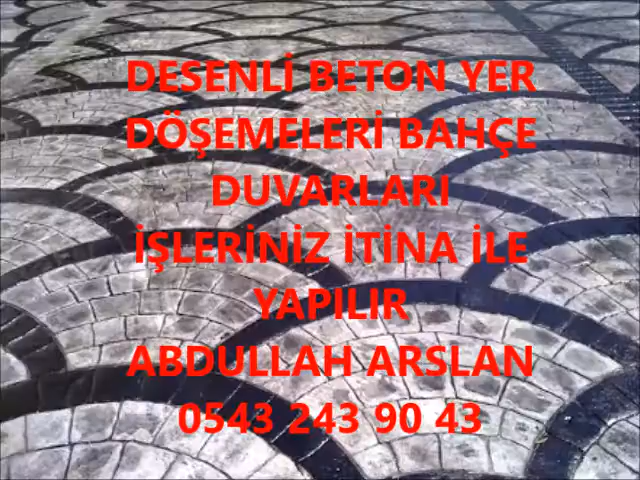 DESENLİ BETON YER
DÖŞEMELERİ BAHÇE
DUVARLARI
İŞLERİNİZ İTİNA İLE
YAPILIR
ABDULLAH ARSLAN
0543 243 90 43